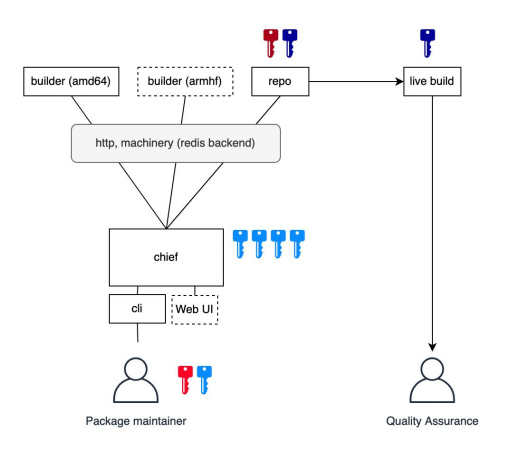 builder (amd64)
builder (armhf)
repo
live build
http, machinery (redis backend)
chief
cli
Web UI
Package maintainer
Quality Assurance